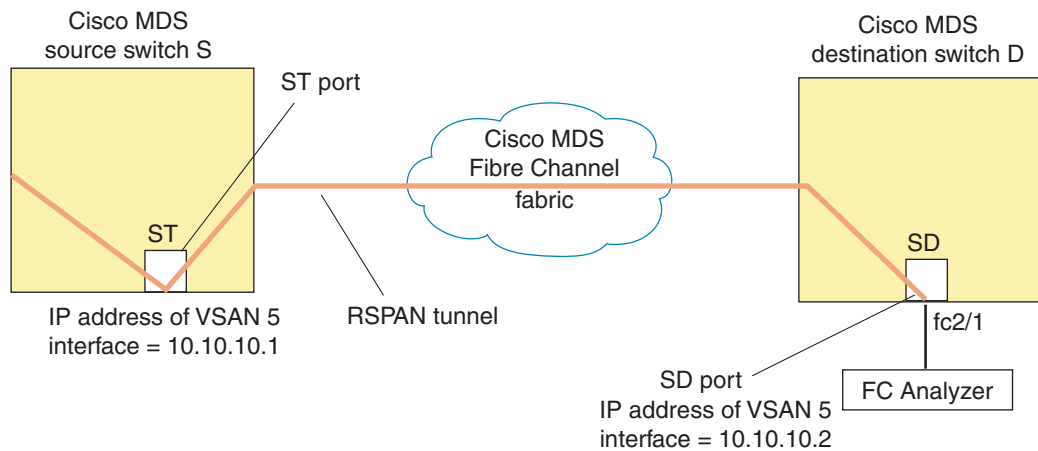 Cisco MDS
source switch S
ST port
Cisco MDS
Fibre Channel
fabric
Cisco MDS
destination switch D
ST
SD
IP address of VSAN 5
interface = 10.10.10.1
RSPAN tunnel
fc2/1
SD port
IP address of VSAN 5
interface = 10.10.10.2
FC Analyzer